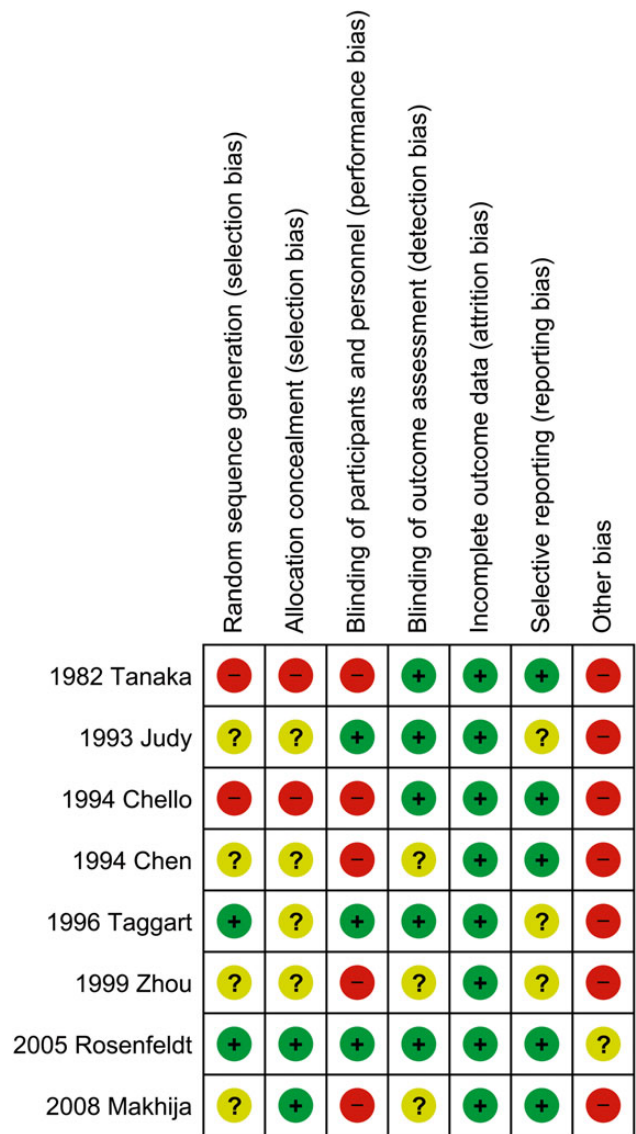 Random sequence generation (selection bias)
Allocation concealment (selection bias)
Blinding of participants and personnel (performance bias)
Blinding of outcome assessment (detection bias)
Incomplete outcome data (attrition bias)
Selective reporting (reporting bias)
Other bias
1982 Tanaka – – – + + + –
1993 Judy ? ? + + + ? –
1994 Chello – – – + + + –
1994 Chen ? ? – ? + + –
1996 Taggart + ? + + + ? –
1999 Zhou ? ? – ? + ? –
2005 Rosenfeldt + + + + + + ?
2008 Makhija ? + – ? + + –